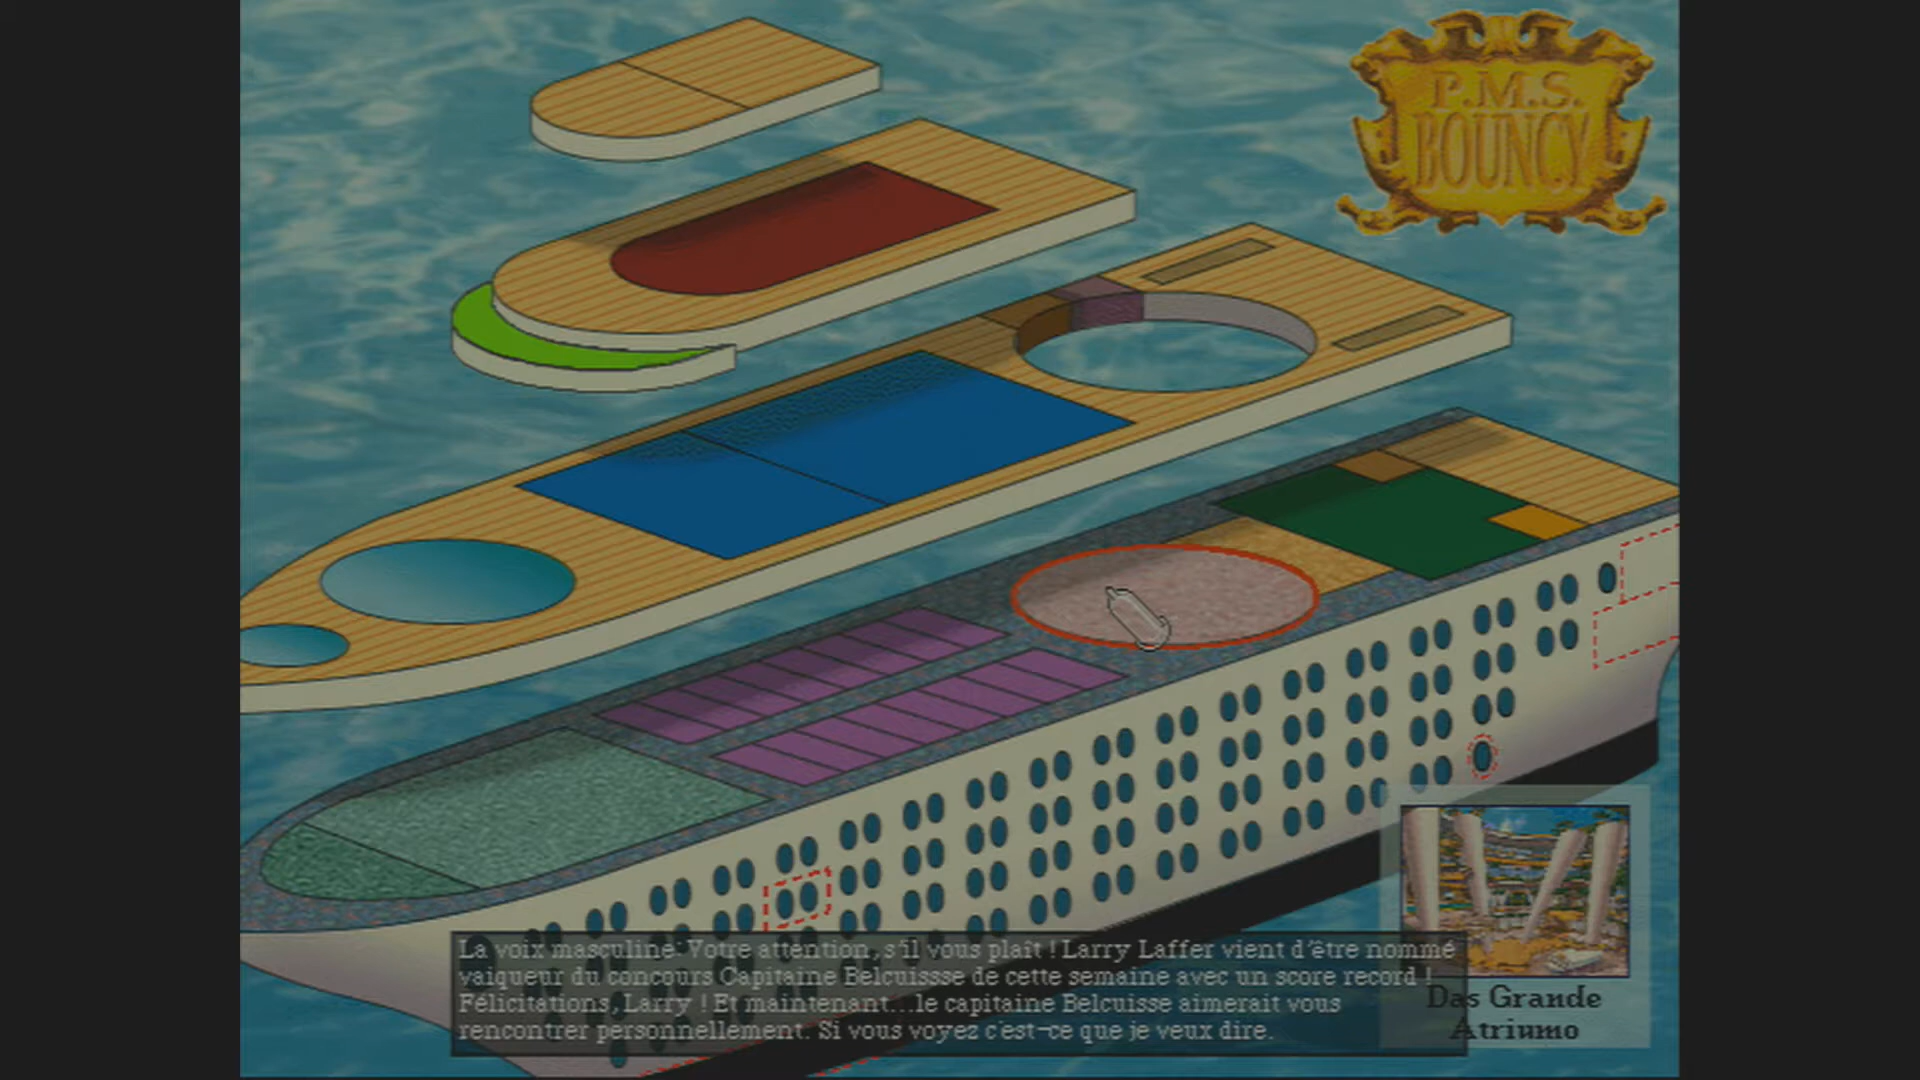 P.M.S.
BOUNCY
La voix masculine: Votre attention, s'il vous plaît ! Larry Laffer vient d'être nommé
vaiqueur du concours Capitaine Belcuissse de cette semaine avec un score record !
Félicitations, Larry ! Et maintenant...le capitaine Belcuisse aimerait vous
rencontrer personnellement. Si vous voyez c'est-ce que je veux dire.
Das Grande
Atriumo